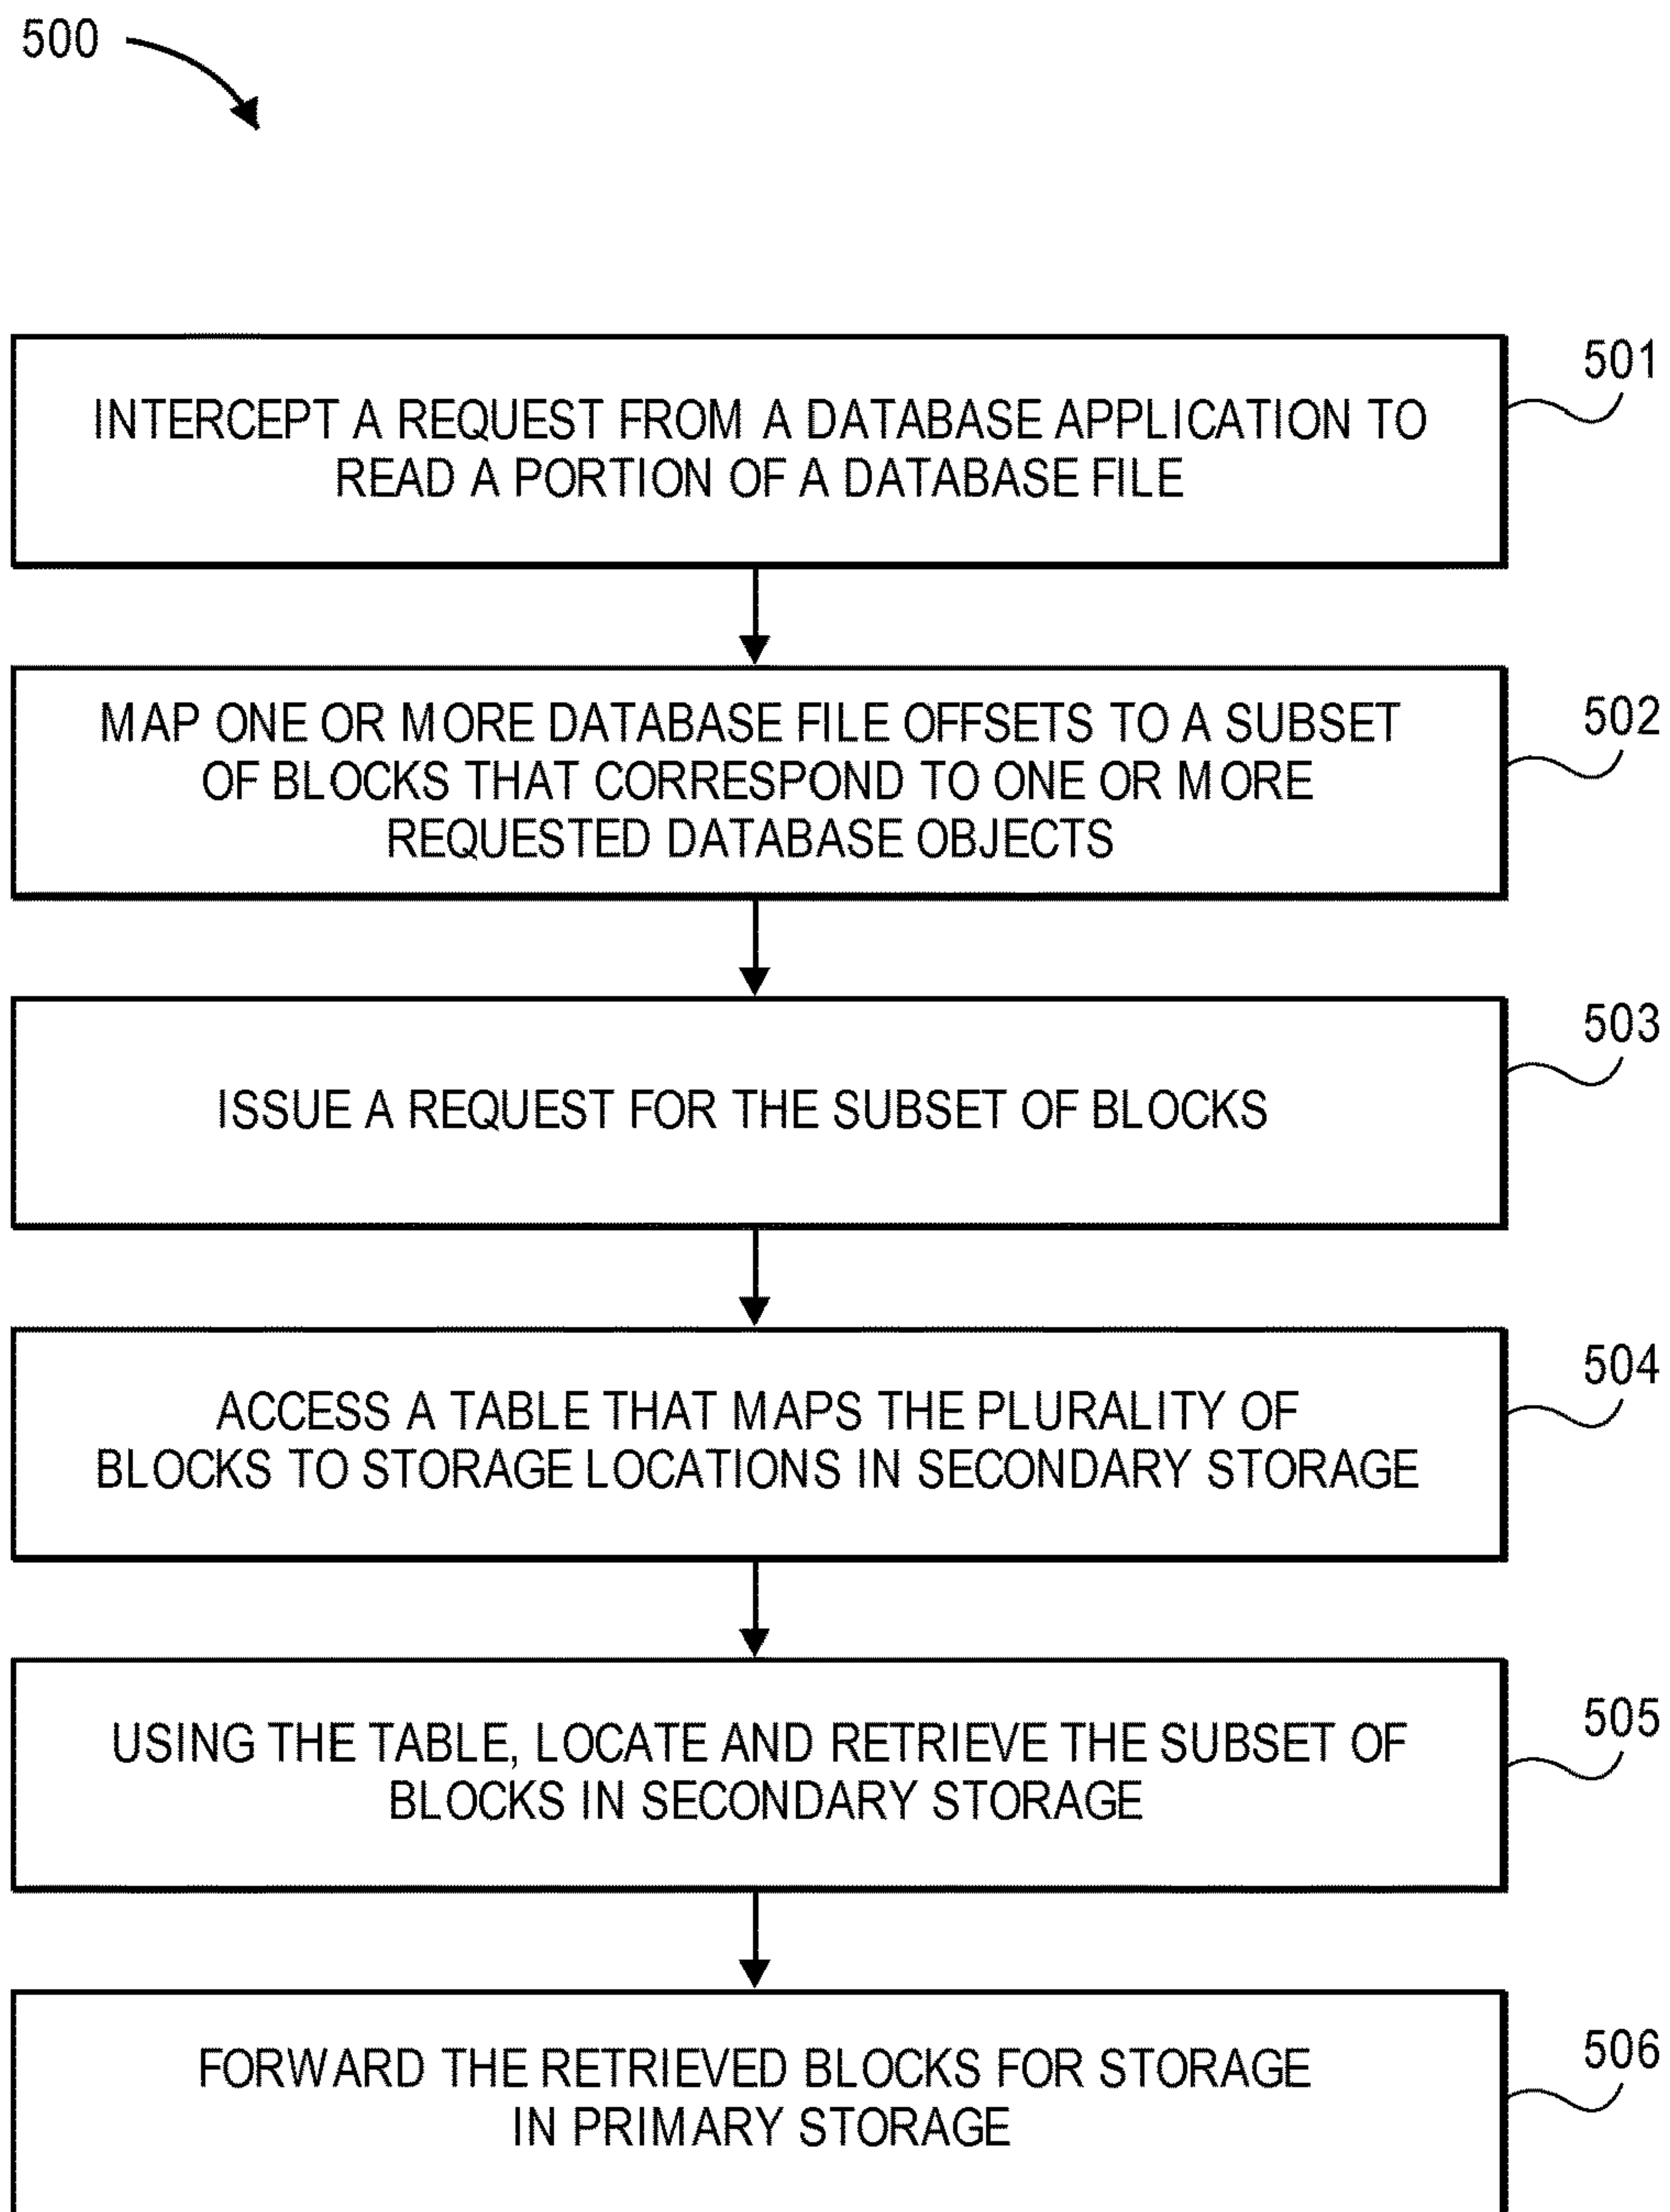 500
501
INTERCEPT A REQUEST FROM A DATABASE APPLICATION TO
READ A PORTION OF A DATABASE FILE
502
MAP ONE OR MORE DATABASE FILE OFFSETS TO A SUBSET
OF BLOCKS THAT CORRESPOND TO ONE OR MORE
REQUESTED DATABASE OBJECTS
503
ISSUE A REQUEST FOR THE SUBSET OF BLOCKS
504
ACCESS A TABLE THAT MAPS THE PLURALITY OF
BLOCKS TO STORAGE LOCATIONS IN SECONDARY STORAGE
505
USING THE TABLE, LOCATE AND RETRIEVE THE SUBSET OF
BLOCKS IN SECONDARY STORAGE
506
FORWARD THE RETRIEVED BLOCKS FOR STORAGE
IN PRIMARY STORAGE